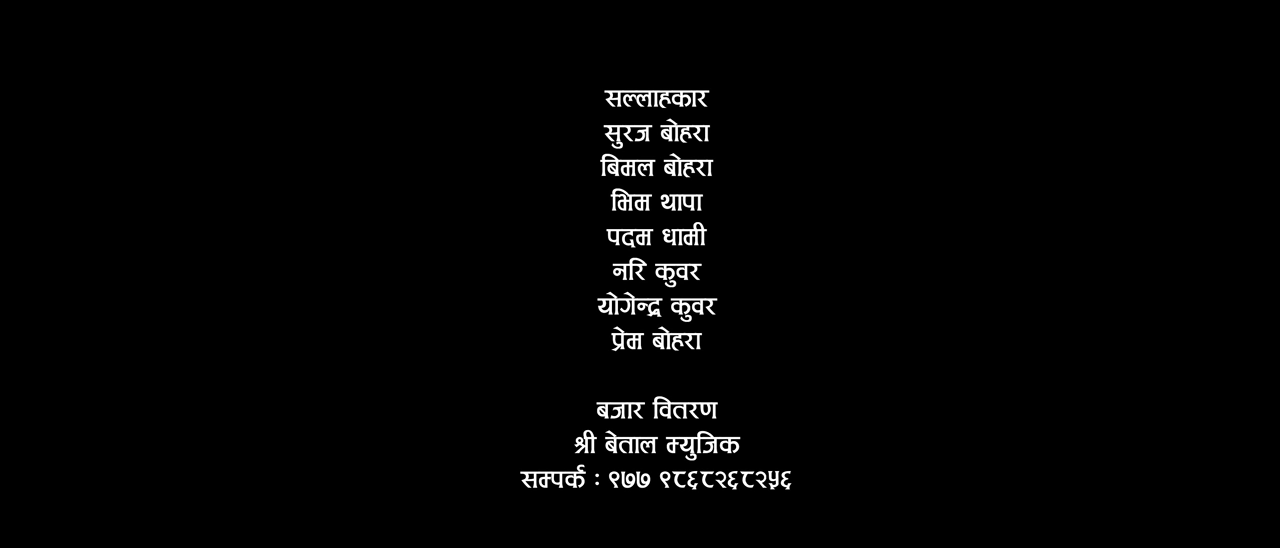 सल्लाहकार
सुरज बोहरा
बिमल बोहरा
भिम थापा
पदम धामी
नरि कुवर
योगेन्द्र कुवर
प्रेम बोहरा
बजार वितरण
श्री बेताल म्युजिक
सम्पर्क : ९७७ ९८६८२६८२५६